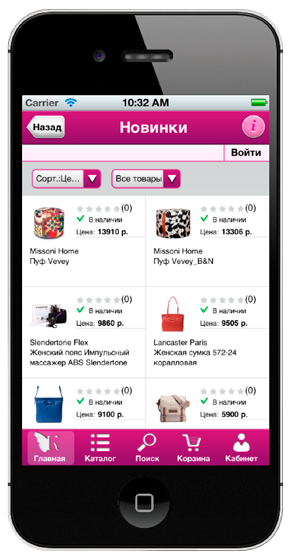 Carrier 10:32 AM
Назад Новинки i
Войти
Сорт.:Це... Все товары
(0) (0)
В наличии В наличии
Цена: 13910 р. Цена: 13306 р.
Missoni Home Missoni Home
Пуф Vevey Пуф Vevey_B&N
(0) (0)
В наличии В наличии
Цена: 9860 р. Цена: 9505 р.
Slendertone Flex Lancaster Paris
Женский пояс Импульсный Женская сумка 572-24
массажер ABS Slendertone коралловая
(0) (0)
В наличии В наличии
Цена: 9100 р. Цена: 5900 р.
Главная Каталог Поиск Корзина Кабинет